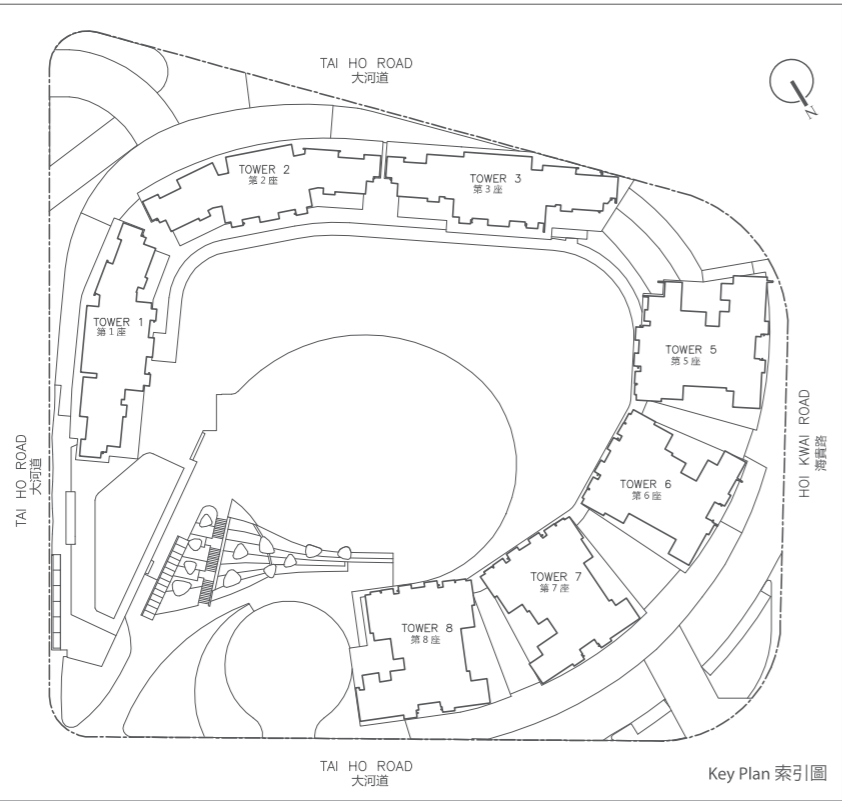 TAI HO ROAD
大河道
N
TOWER 2
第2座
TOWER 3
第3座
TOWER 1
第1座
TOWER 5
第5座
HOI KWAI ROAD
海貴路
TAI HO ROAD
大河道
TOWER 6
第6座
TOWER 7
第7座
TOWER 8
第8座
TAI HO ROAD
大河道
Key Plan 索引圖